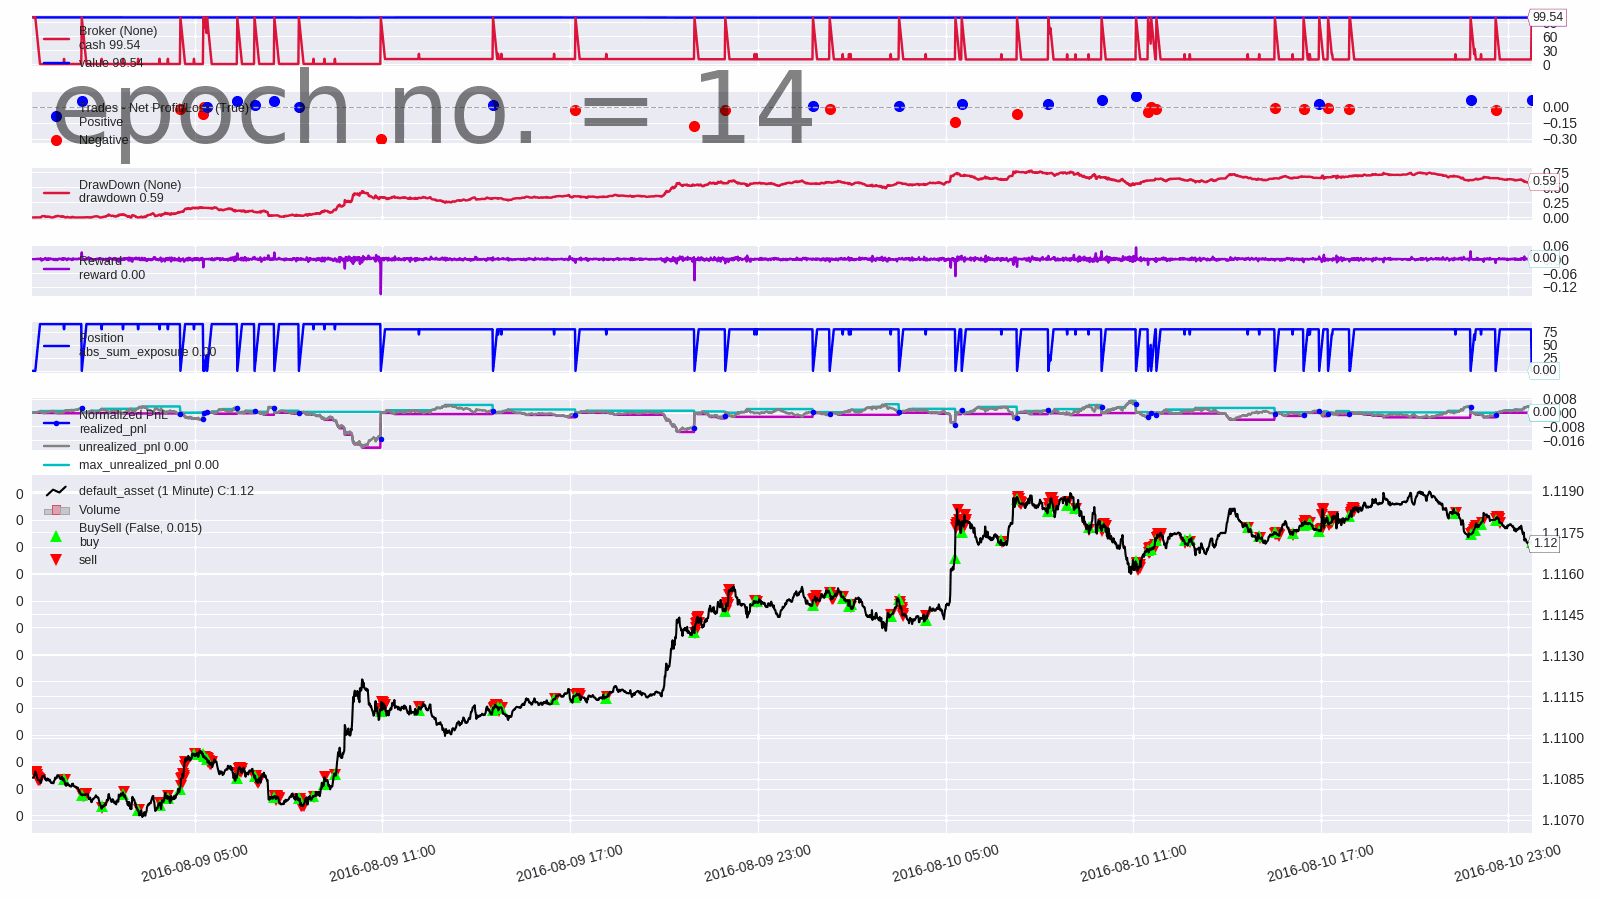 Broker (None)
cash 99.54
value 99.54
99.54
60
30
0
epoch no. = 14
Trades - Net Profit/Loss (True)
Positive
Negative
0.00
−0.15
−0.30
DrawDown (None)
drawdown 0.59
0.75
0.59
0.25
0.00
Reward
reward 0.00
0.06
0.00
−0.06
−0.12
Position
abs_sum_exposure 0.00
75
50
25
0.00
Normalized PnL
realized_pnl
unrealized_pnl 0.00
max_unrealized_pnl 0.00
0.008
0.00
−0.008
−0.016
default_asset (1 Minute) C:1.12
Volume
BuySell (False, 0.015)
buy
sell
0
0
0
0
0
0
0
0
0
0
0
0
0
1.1190
1.1175
1.12
1.1160
1.1145
1.1130
1.1115
1.1100
1.1085
1.1070
2016-08-09 05:00
2016-08-09 11:00
2016-08-09 17:00
2016-08-09 23:00
2016-08-10 05:00
2016-08-10 11:00
2016-08-10 17:00
2016-08-10 23:00